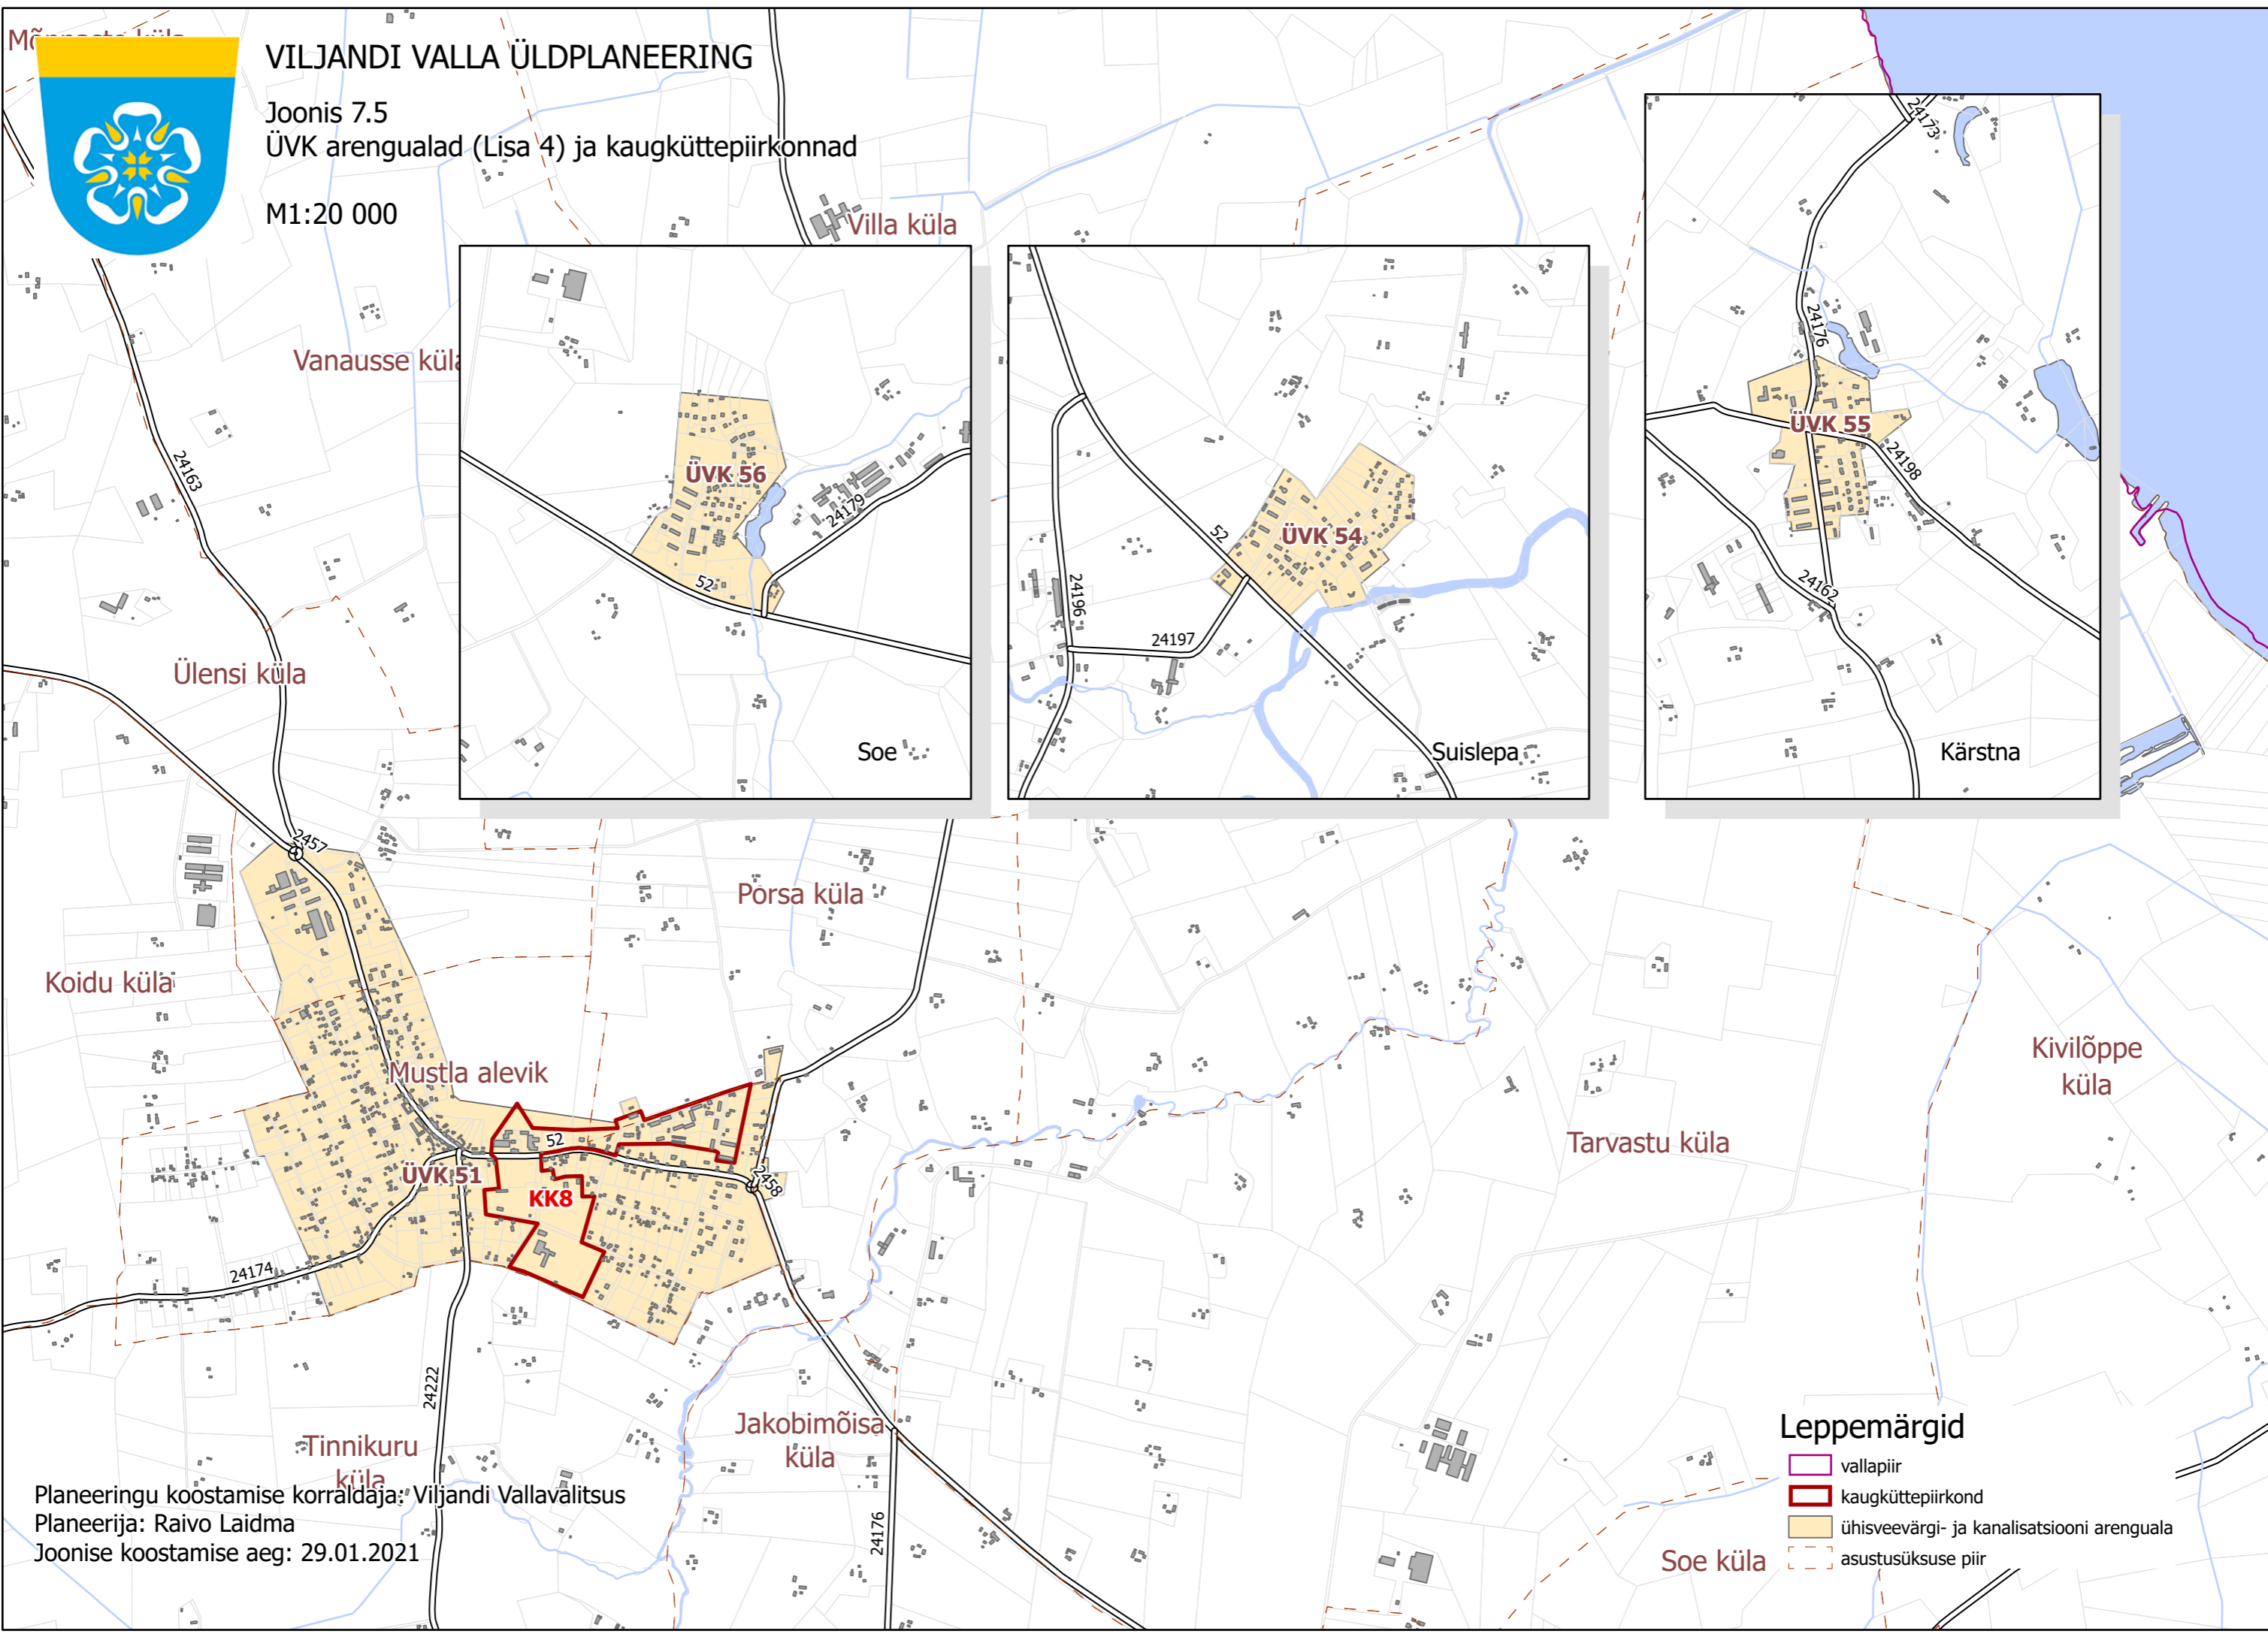 VILJANDI VALLA ÜLDPLANEERING
Joonis 7.5
ÜVK arengualad (Lisa 4) ja kaugküttepiirkonnad
M1:20 000
Villa küla
Vanausse küla
24163
Ülensi küla
ÜVK 56
24179
52
Soe
52
ÜVK 54
24196
24197
Suislepa
24173
24176
ÜVK 55
24198
24162
Kärstna
2457
Porsa küla
Koidu küla
Mustla alevik
52
ÜVK 51
KK8
2458
24174
24222
Kivilõppe
küla
Tarvastu küla
Jakobimõisa
küla
24176
Tinnikuru
küla
Soe küla
Planeeringu koostamise korraldaja: Viljandi Vallavalitsus
Planeerija: Raivo Laidma
Joonise koostamise aeg: 29.01.2021
Leppemärgid
vallapiir
kaugküttepiirkond
ühisveevärgi- ja kanalisatsiooni arenguala
asustusüksuse piir